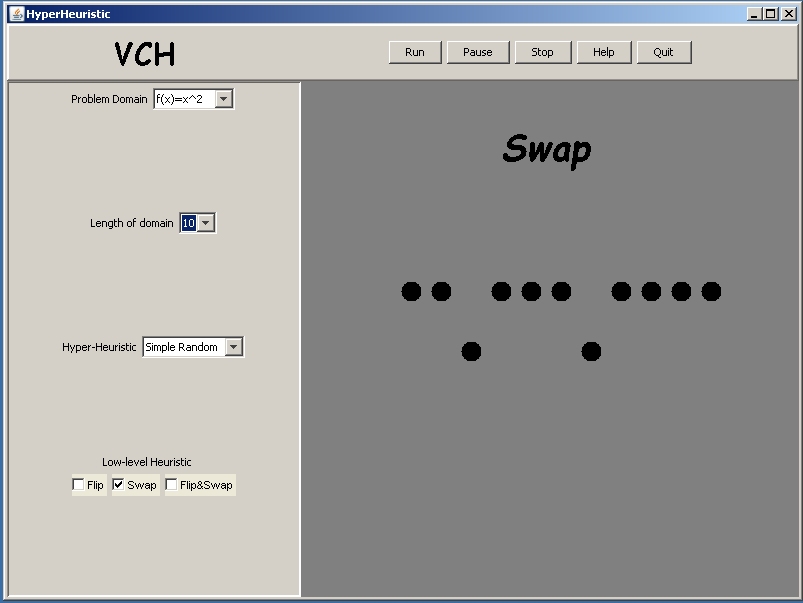 HyperHeuristic
VCH
Run Pause Stop Help Quit
Problem Domain f(x)=x^2
Length of domain 10
Hyper-Heuristic Simple Random
Low-level Heuristic
Flip Swap Flip&Swap
Swap